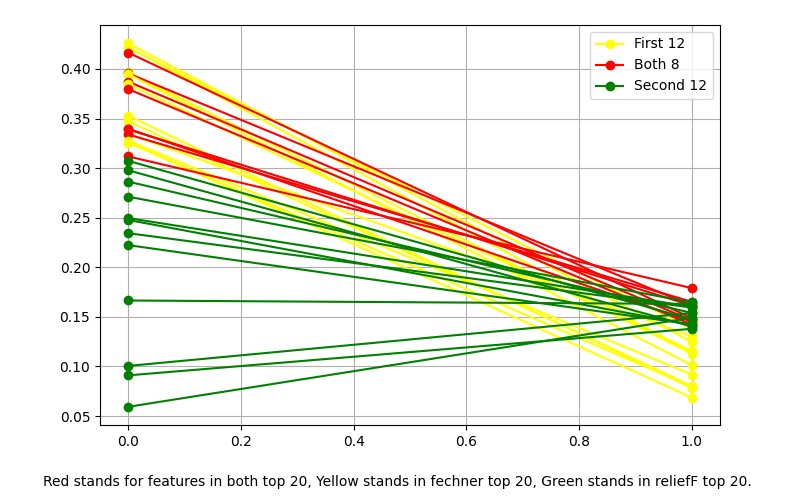 First 12
Both 8
Second 12
0.40
0.35
0.30
0.25
0.20
0.15
0.10
0.05
0.0 0.2 0.4 0.6 0.8 1.0
Red stands for features in both top 20, Yellow stands in fechner top 20, Green stands in reliefF top 20.